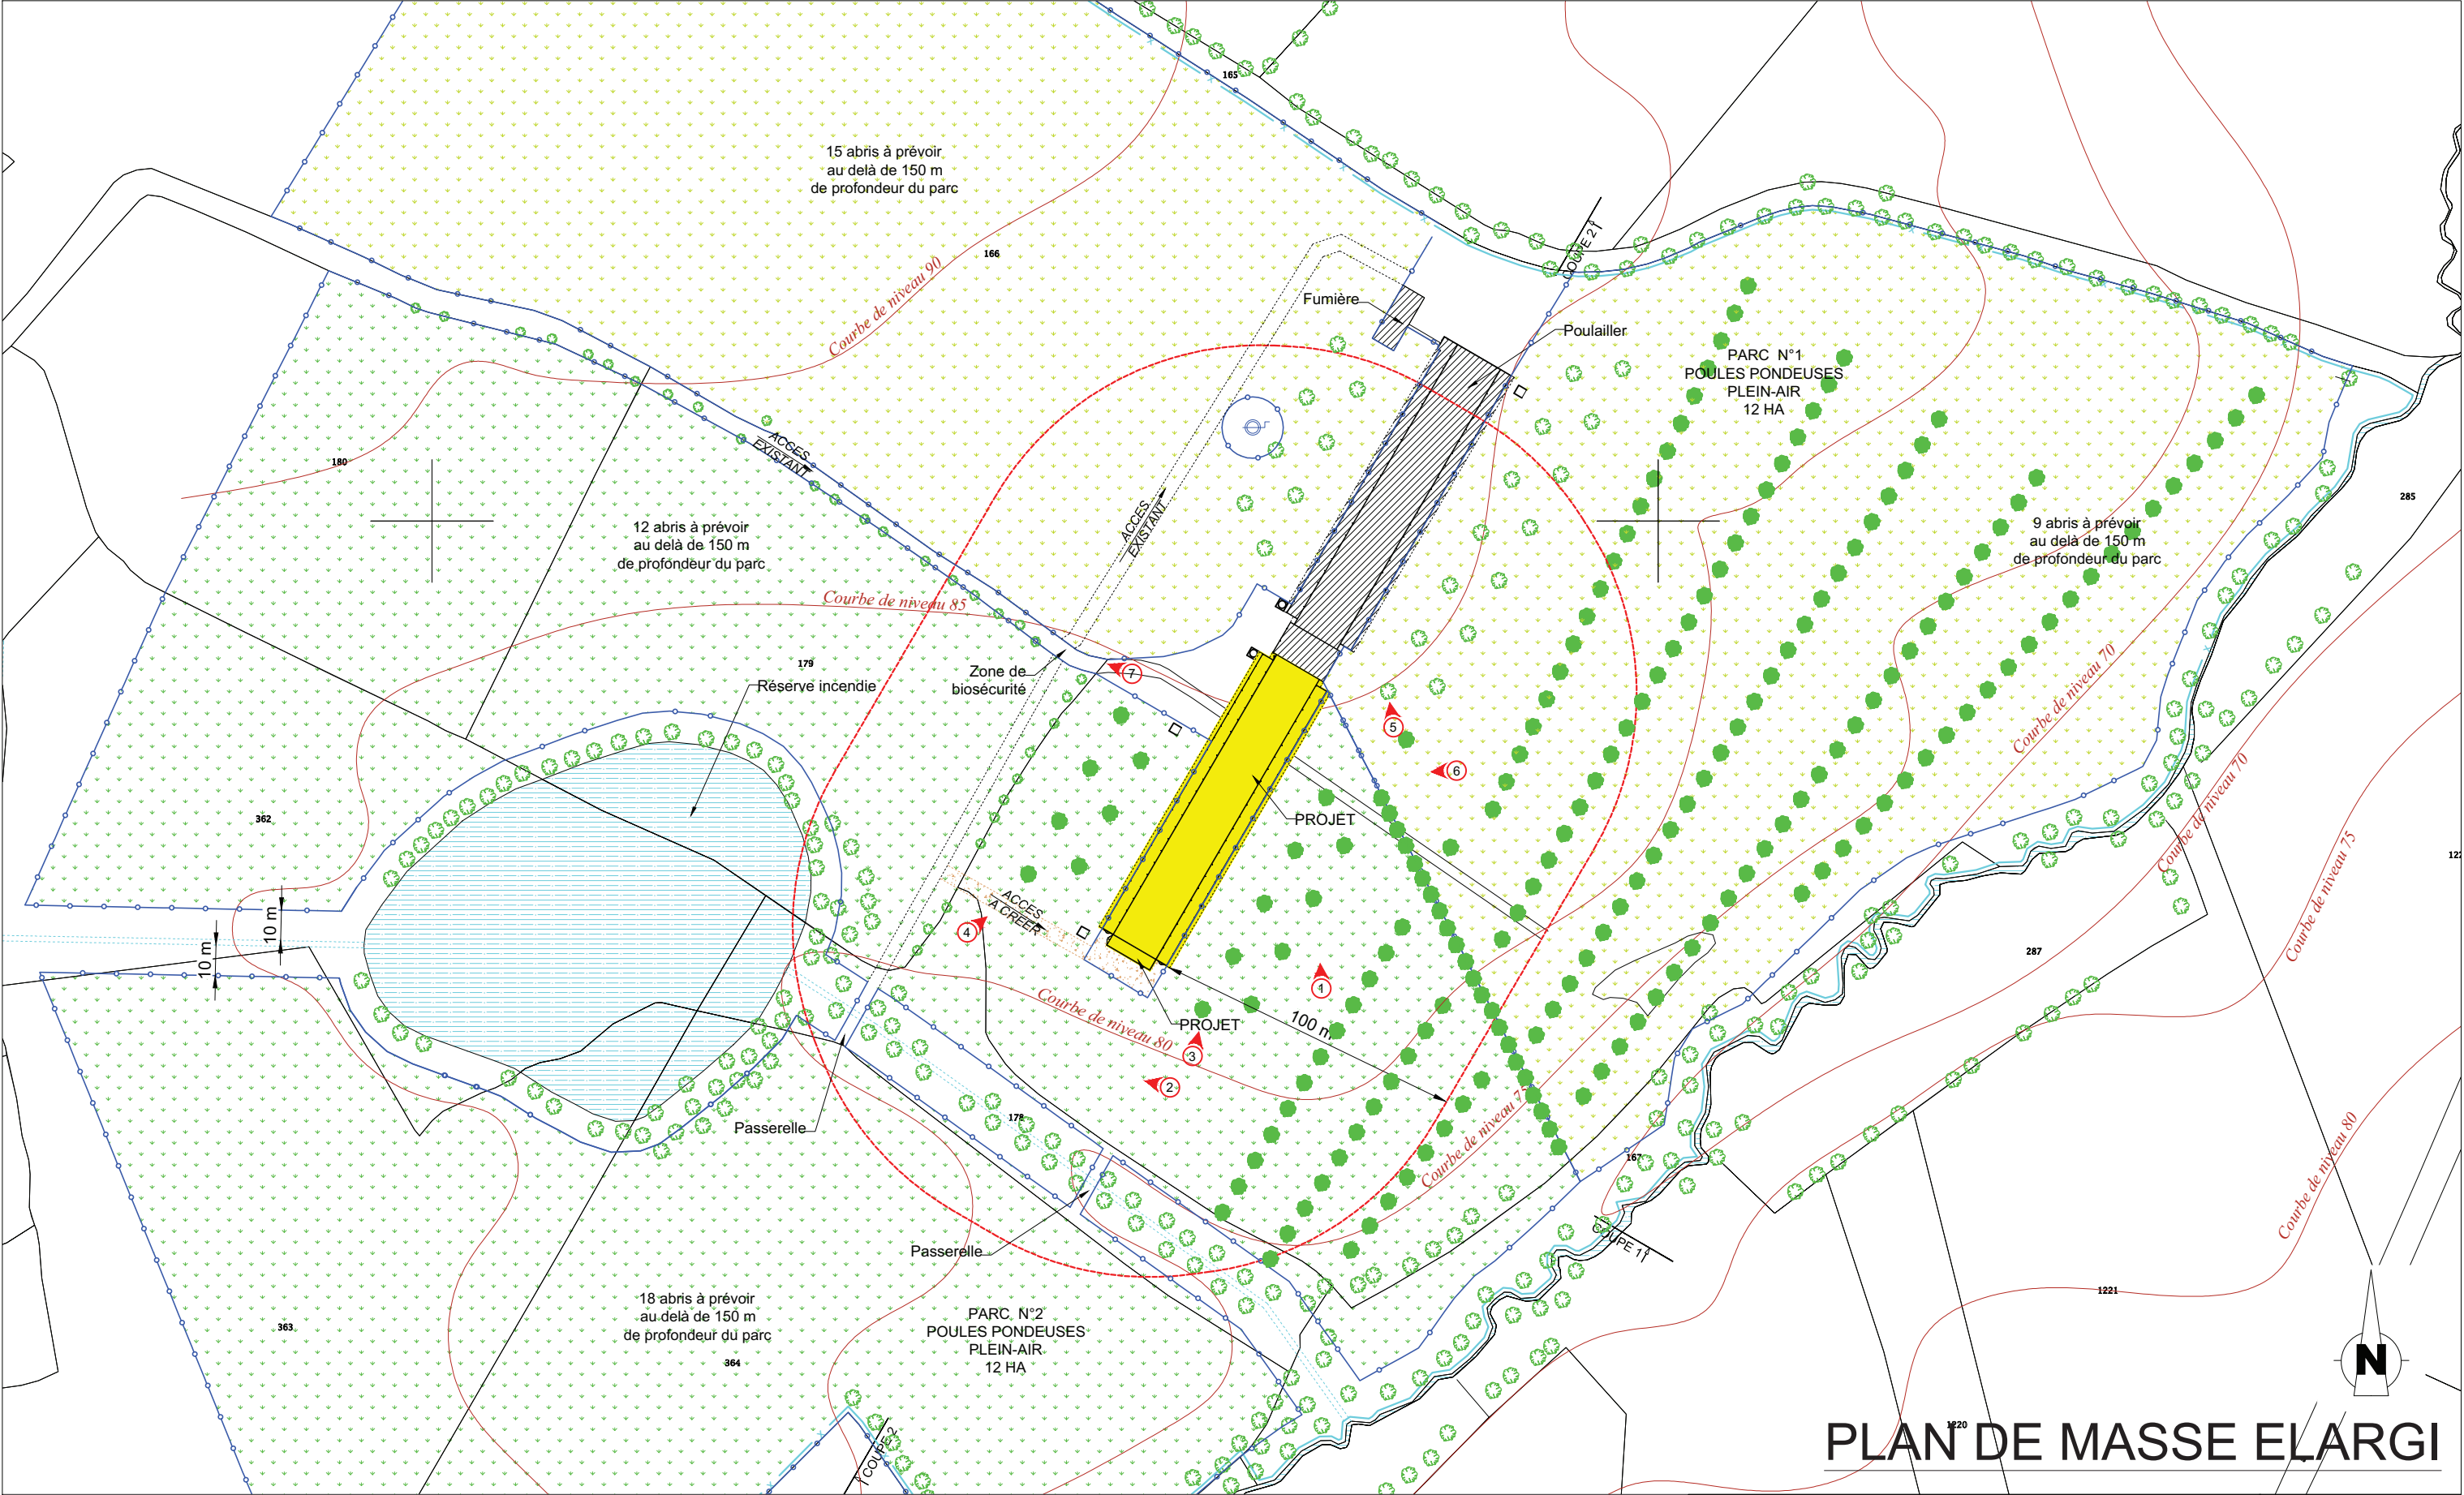 165
15 abris à prévoir
au delà de 150 m
de profondeur du parc
166
COUPE 2
Courbe de niveau 90
Fumière
Poulailler
PARC N°1
POULES PONDEUSES
PLEIN-AIR
12 HA
180
ACCES
EXISTANT
ACCES
EXISTANT
285
12 abris à prévoir
au delà de 150 m
de profondeur du parc
9 abris à prévoir
au delà de 150 m
de profondeur du parc
Courbe de niveau 85
179
Réserve incendie
Zone de
biosécurité
7
5
6
Courbe de niveau 70
Courbe de niveau 70
362
PROJET
Courbe de niveau 75
10 m
10 m
ACCES
A CREER
4
287
1
Courbe de niveau 80
PROJET
100 m
3
2
178
Passerelle
Courbe de niveau 75
167
Courbe de niveau 80
COUPE 1
Passerelle
1221
18 abris à prévoir
au delà de 150 m
de profondeur du parc
363
364
PARC N°2
POULES PONDEUSES
PLEIN-AIR
12 HA
N
COUPE 2
1220
PLAN DE MASSE ELARGI